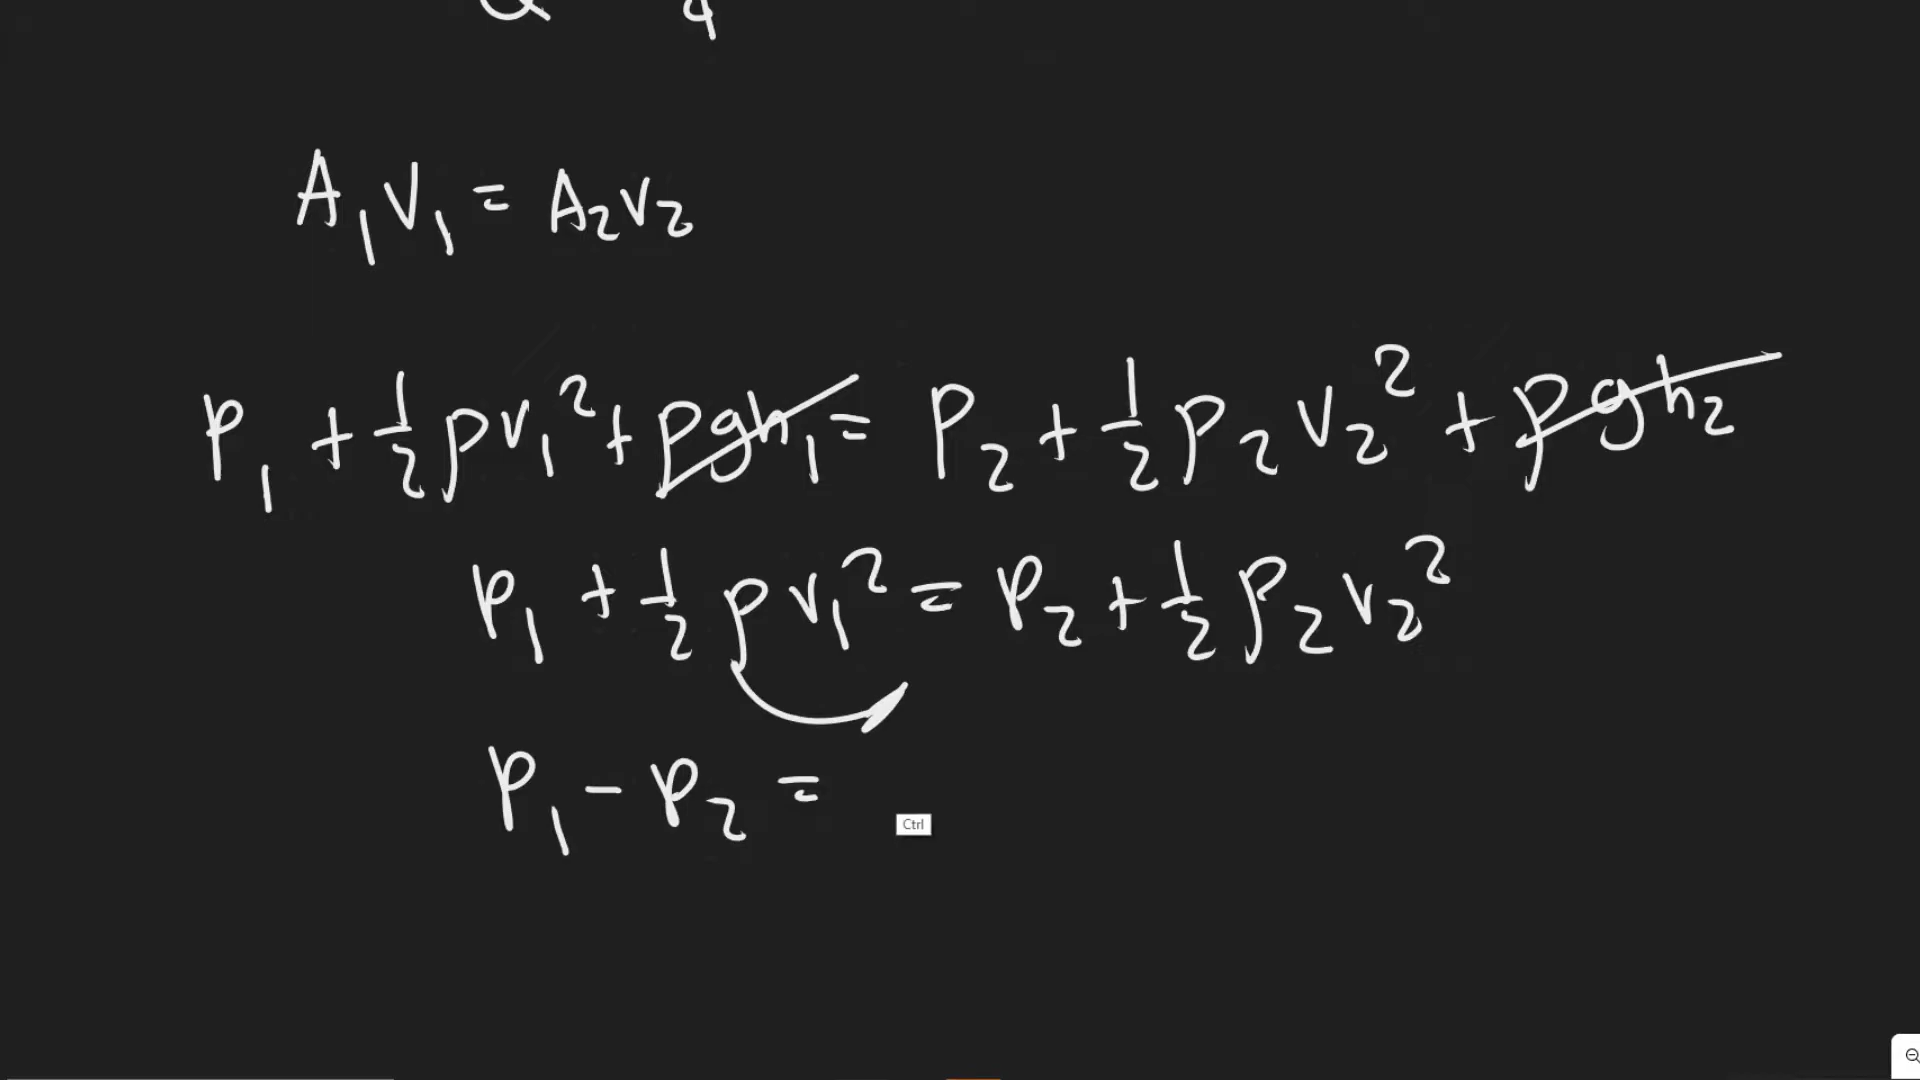 Q 4
A₁V₁ = A₂V₂
P₁ + ½ρv₁² + ρgh₁ = P₂ + ½ρ₂v₂² + ρgh₂
P₁ + ½ρv₁² = P₂ + ½ρ₂v₂²
P₁ - P₂ =
Ctrl